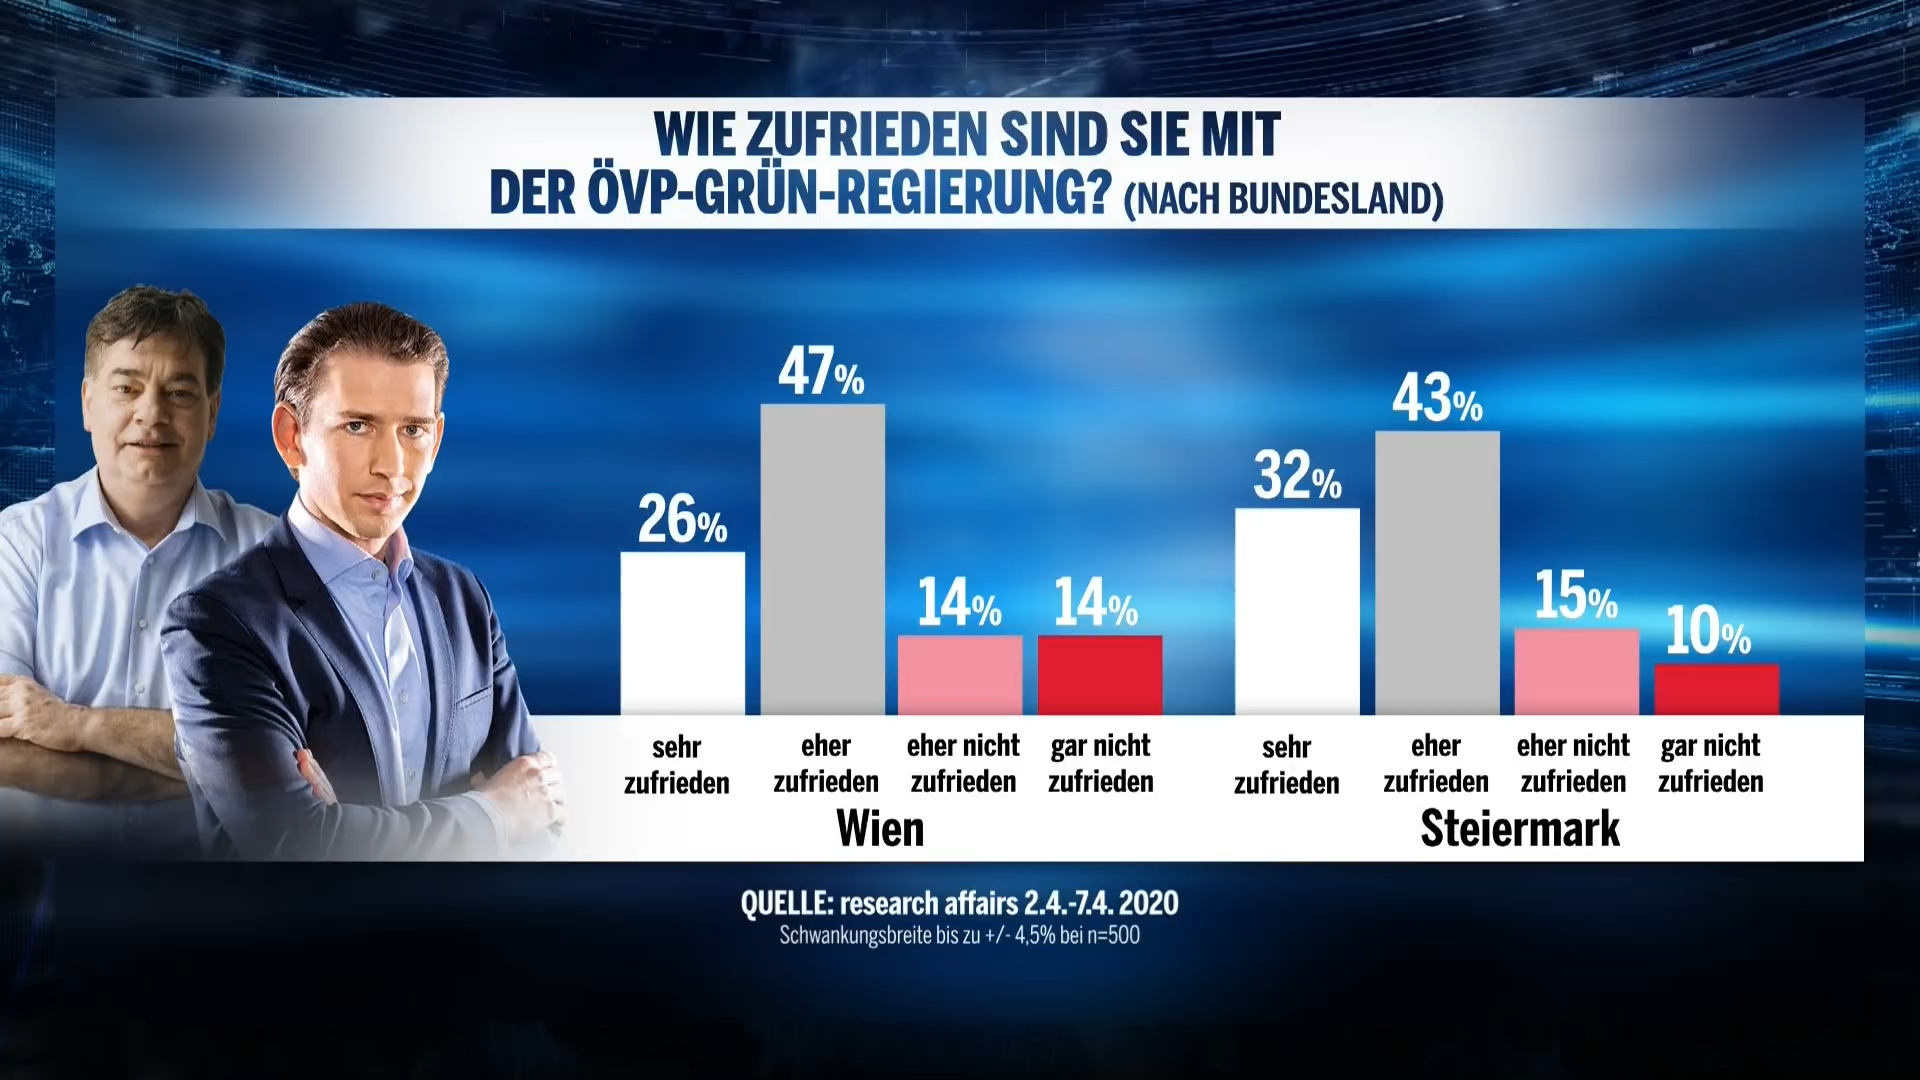 WIE ZUFRIEDEN SIND SIE MIT
DER ÖVP-GRÜN-REGIERUNG? (NACH BUNDESLAND)
26%
47%
14%
14%
32%
43%
15%
10%
sehr zufrieden
eher zufrieden
eher nicht zufrieden
gar nicht zufrieden
sehr zufrieden
eher zufrieden
eher nicht zufrieden
gar nicht zufrieden
Wien
Steiermark
QUELLE: research affairs 2.4.-7.4. 2020
Schwankungsbreite bis zu +/- 4,5% bei n=500